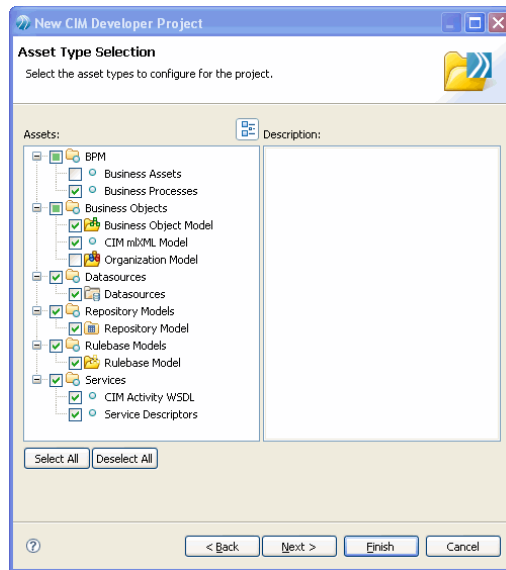 New CIM Developer Project
Asset Type Selection
Select the asset types to configure for the project.
Assets:
Description:
BPM
Business Assets
Business Processes
Business Objects
Business Object Model
CIM mlXML Model
Organization Model
Datasources
Datasources
Repository Models
Repository Model
Rulebase Models
Rulebase Model
Services
CIM Activity WSDL
Service Descriptors
Select All
Deselect All
?
< Back
Next >
Finish
Cancel